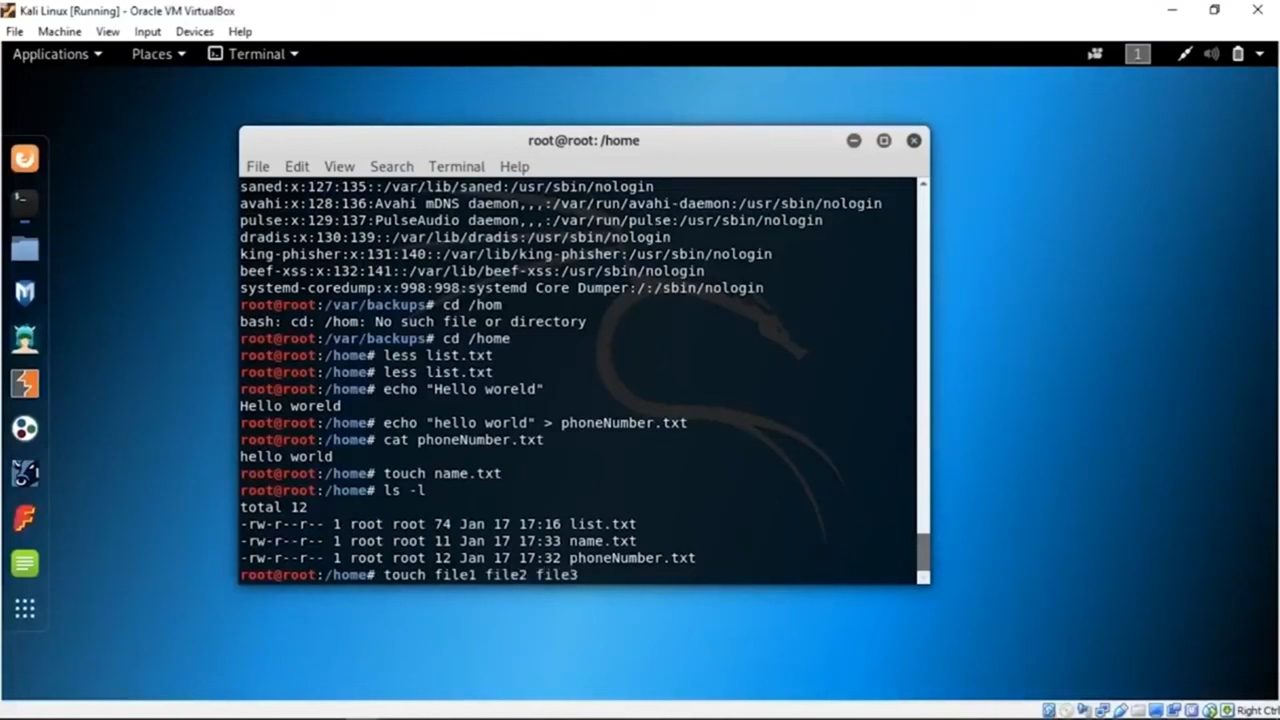 Kali Linux [Running] - Oracle VM VirtualBox
File Machine View Input Devices Help
Applications Places Terminal 1
root@root: /home
File Edit View Search Terminal Help
saned:x:127:135::/var/lib/saned:/usr/sbin/nologin
avahi:x:128:136:Avahi mDNS daemon,,,:/var/run/avahi-daemon:/usr/sbin/nologin
pulse:x:129:137:PulseAudio daemon,,,:/var/run/pulse:/usr/sbin/nologin
dradis:x:130:139::/var/lib/dradis:/usr/sbin/nologin
king-phisher:x:131:140::/var/lib/king-phisher:/usr/sbin/nologin
beef-xss:x:132:141::/var/lib/beef-xss:/usr/sbin/nologin
systemd-coredump:x:998:998:systemd Core Dumper:/:/sbin/nologin
root@root:/var/backups# cd /hom
bash: cd: /hom: No such file or directory
root@root:/var/backups# cd /home
root@root:/home# less list.txt
root@root:/home# less list.txt
root@root:/home# echo "Hello woreld"
Hello woreld
root@root:/home# echo "hello world" > phoneNumber.txt
root@root:/home# cat phoneNumber.txt
hello world
root@root:/home# touch name.txt
root@root:/home# ls -l
total 12
-rw-r--r-- 1 root root 74 Jan 17 17:16 list.txt
-rw-r--r-- 1 root root 11 Jan 17 17:33 name.txt
-rw-r--r-- 1 root root 12 Jan 17 17:32 phoneNumber.txt
root@root:/home# touch file1 file2 file3
Right Ctrl